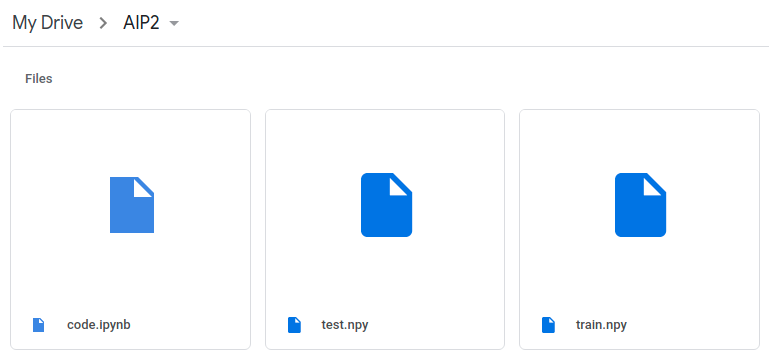 My Drive > AIP2
Files
code.ipynb test.npy train.npy